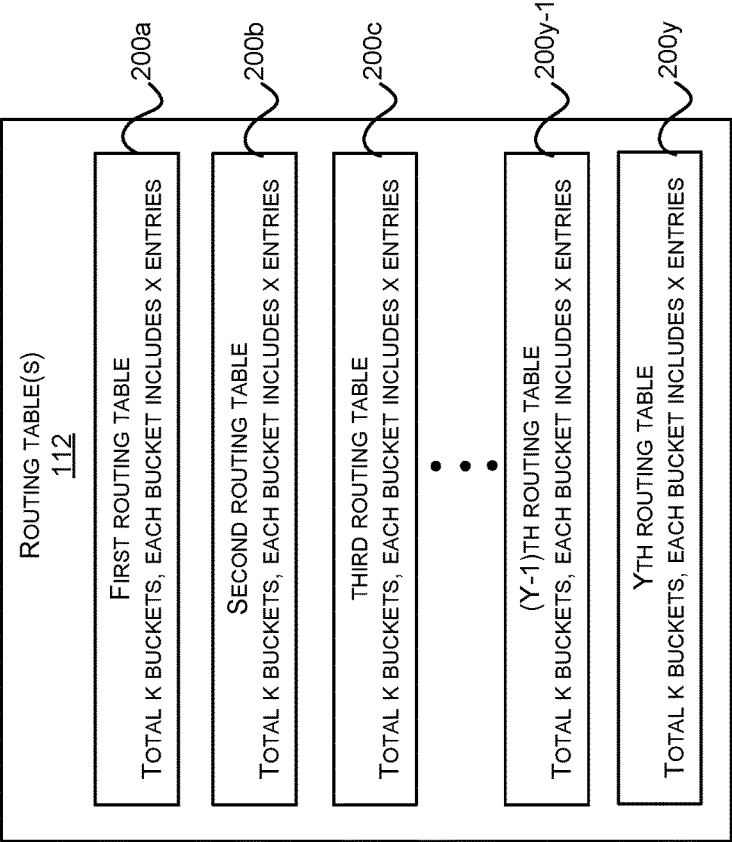 ROUTING TABLE(S)
112
FIRST ROUTING TABLE
TOTAL K BUCKETS, EACH BUCKET INCLUDES X ENTRIES
200a
SECOND ROUTING TABLE
TOTAL K BUCKETS, EACH BUCKET INCLUDES X ENTRIES
200b
THIRD ROUTING TABLE
TOTAL K BUCKETS, EACH BUCKET INCLUDES X ENTRIES
200c
(Y-1)TH ROUTING TABLE
TOTAL K BUCKETS, EACH BUCKET INCLUDES X ENTRIES
200y-1
YTH ROUTING TABLE
TOTAL K BUCKETS, EACH BUCKET INCLUDES X ENTRIES
200y